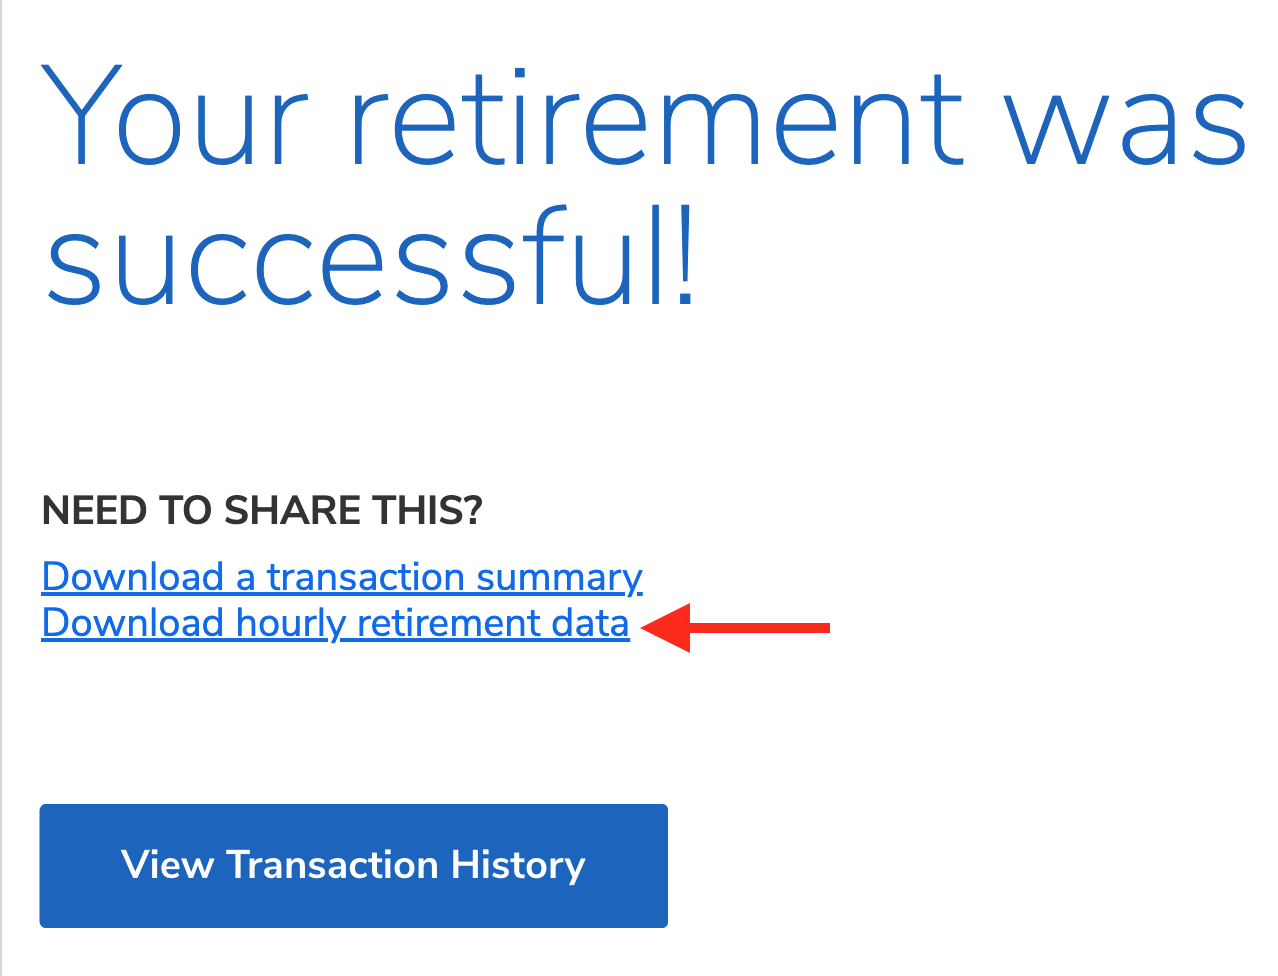 Your retirement was
successful!
NEED TO SHARE THIS?
Download a transaction summary
Download hourly retirement data
View Transaction History